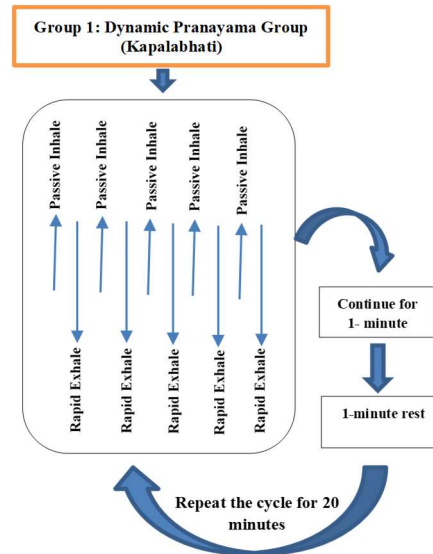 Group 1: Dynamic Pranayama Group
(Kapalabhati)
Passive Inhale
Passive Inhale
Passive Inhale
Passive Inhale
Passive Inhale
Rapid Exhale
Rapid Exhale
Rapid Exhale
Rapid Exhale
Rapid Exhale
Continue for
1- minute
1-minute rest
Repeat the cycle for 20
minutes